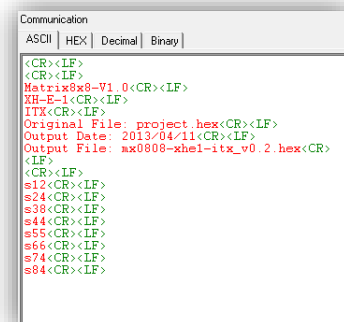 Communication
ASCII HEX Decimal Binary
<CR><LF>
<CR><LF>
Matrix8x8-V1.0<CR><LF>
XH-E-1<CR><LF>
ITX<CR><LF>
Original File: project.hex<CR><LF>
Output Date: 2013/04/11<CR><LF>
Output File: mx0808-xhe1-itx_v0.2.hex<CR>
<LF>
<CR><LF>
s12<CR><LF>
s24<CR><LF>
s38<CR><LF>
s44<CR><LF>
s55<CR><LF>
s66<CR><LF>
s74<CR><LF>
s84<CR><LF>